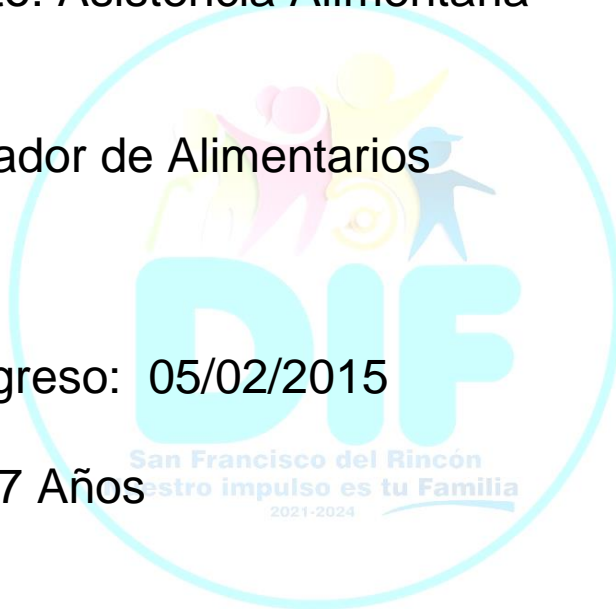 to: Asistencia Alimentaria
ador de Alimentarios
DIF
greso: 05/02/2015
San Francisco del Rincón
7 Años
estro impulso es tu Familia
2021-2024